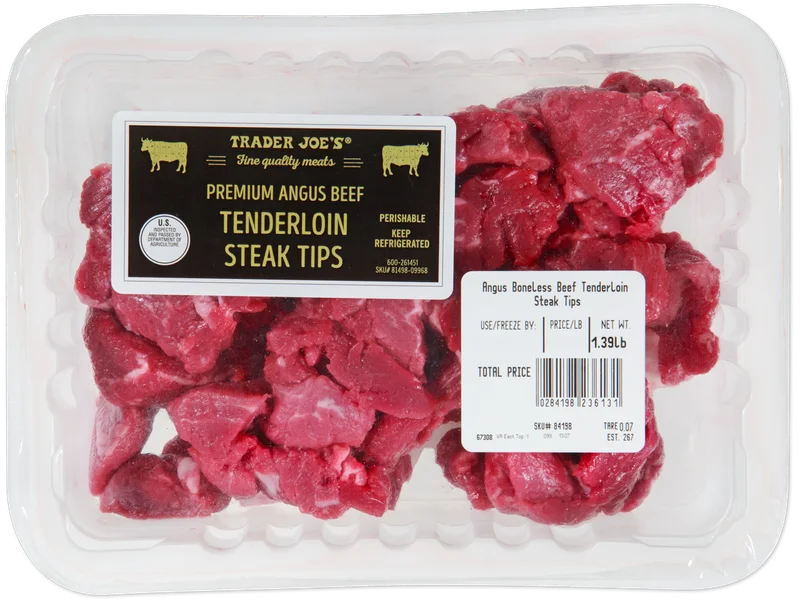 TRADER JOE'S®
Fine quality meats
PREMIUM ANGUS BEEF
TENDERLOIN
STEAK TIPS
PERISHABLE
KEEP
REFRIGERATED
600-261451
SKU# 81498-09968
U.S.
INSPECTED
AND PASSED BY
DEPARTMENT OF
AGRICULTURE
Angus Boneless Beef Tenderloin
Steak Tips
USE/FREEZE BY:
PRICE/LB
NET WT.
1.39lb
TOTAL PRICE
0284198 236131
SKU# 84198
TARE 0.07
67308
EST. 267